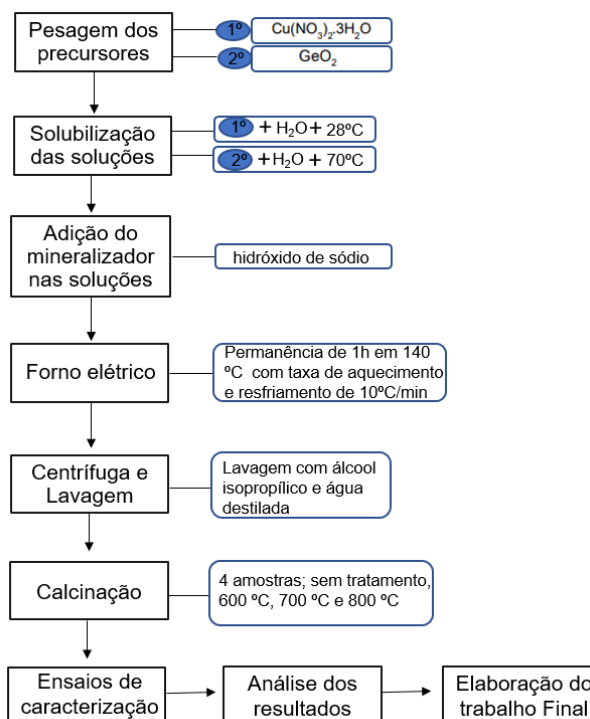 Pesagem dos
precursores
1º
Cu(NO3)2.3H2O
2º
GeO2
Solubilização
das soluções
1º + H2O + 28ºC
2º +H2O + 70ºC
Adição do
mineralizador
nas soluções
hidróxido de sódio
Forno elétrico
Permanência de 1h em 140
ºC com taxa de aquecimento
e resfriamento de 10ºC/min
Centrífuga e
Lavagem
Lavagem com álcool
isopropílico e água
destilada
Calcinação
4 amostras; sem tratamento,
600 ºC, 700 ºC e 800 ºC
Ensaios de
caracterização
Análise dos
resultados
Elaboração do
trabalho Final